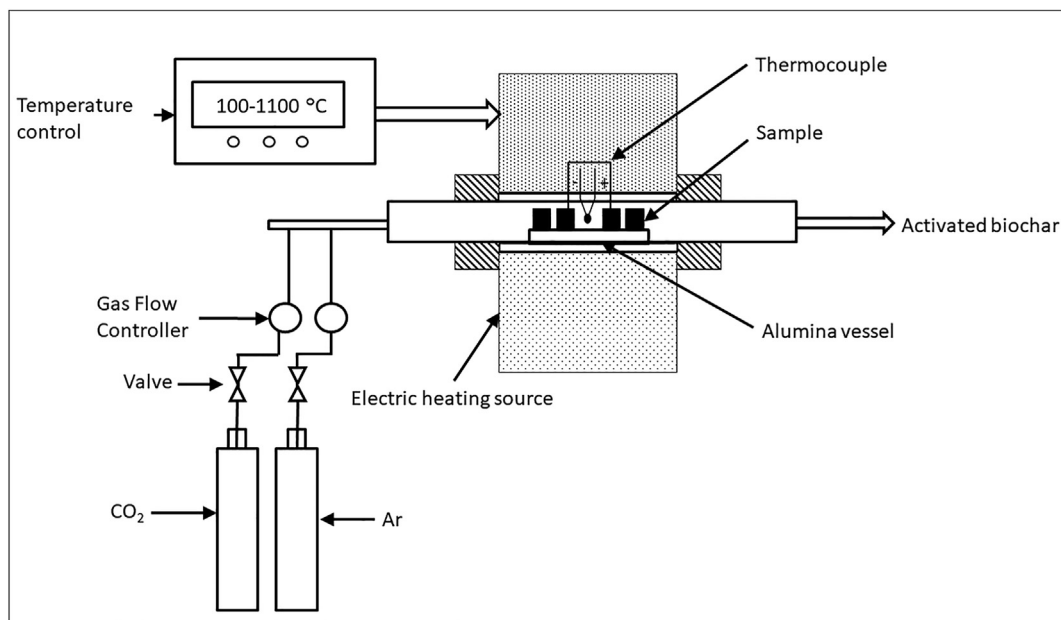 Thermocouple
Temperature
control
100-1100 °C
Sample
- +
Activated biochar
Gas Flow
Controller
Alumina vessel
Valve
Electric heating source
CO₂
Ar